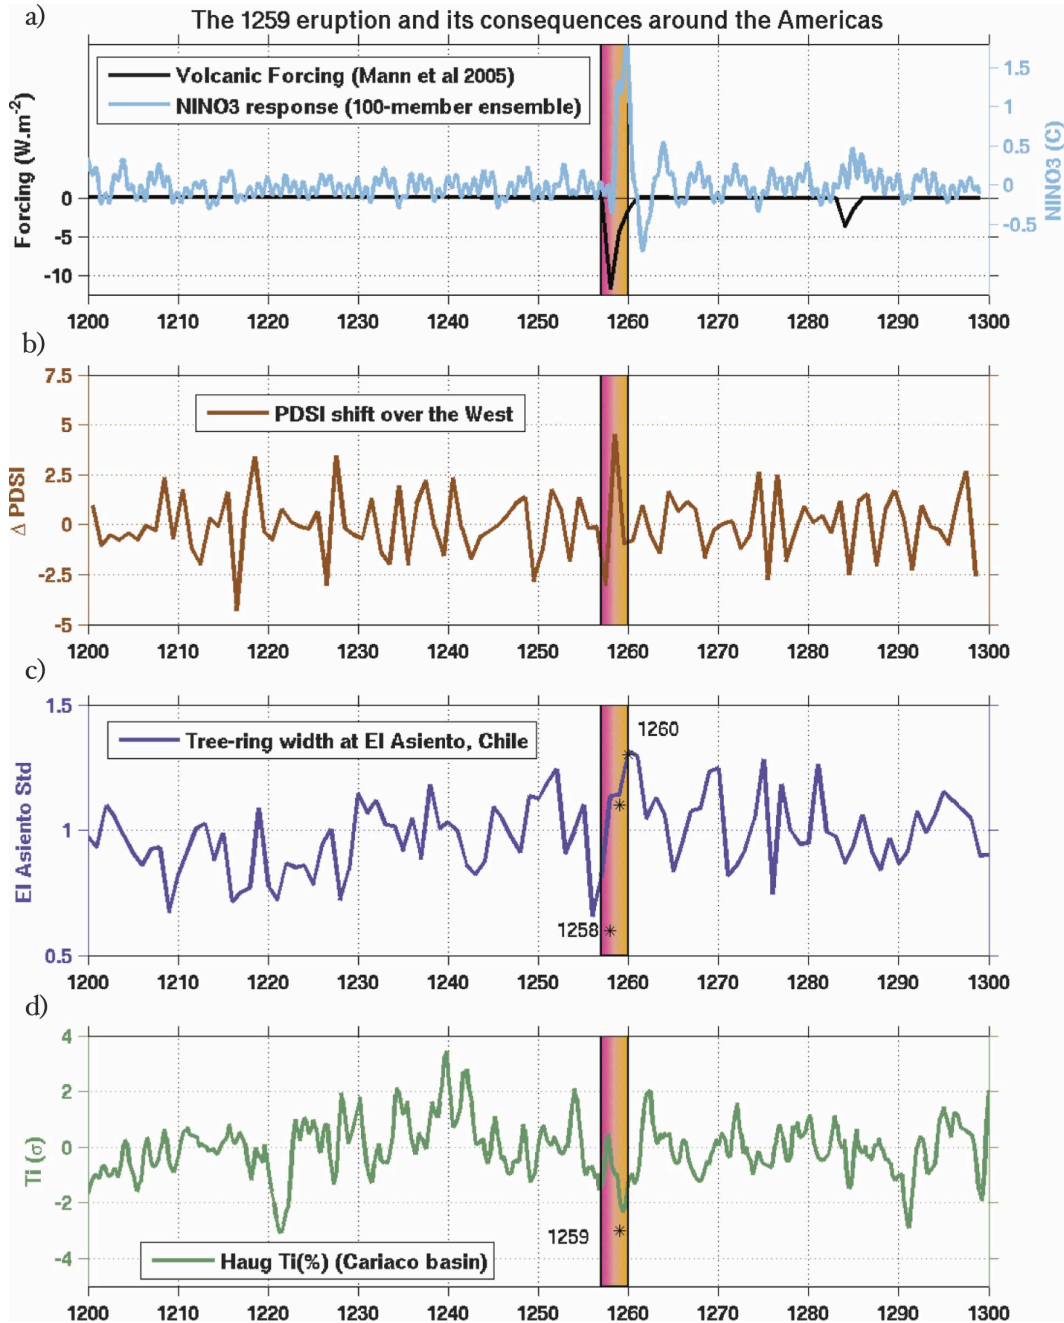 a) The 1259 eruption and its consequences around the Americas
Volcanic Forcing (Mann et al 2005)
NINO3 response (100-member ensemble)
Forcing (W.m-2)
0
-5
-10
1.5
1
0.5
0
-0.5
NINO3 (C)
1200 1210 1220 1230 1240 1250 1260 1270 1280 1290 1300
b)
PDSI shift over the West
Δ PDSI
7.5
5
2.5
0
-2.5
-5
1200 1210 1220 1230 1240 1250 1260 1270 1280 1290 1300
c)
Tree-ring width at El Asiento, Chile
El Asiento Std
1.5
1
0.5
1260
1258
1200 1210 1220 1230 1240 1250 1260 1270 1280 1290 1300
d)
Ti (σ)
4
2
0
-2
-4
1259
Haug Ti(%) (Cariaco basin)
1200 1210 1220 1230 1240 1250 1260 1270 1280 1290 1300